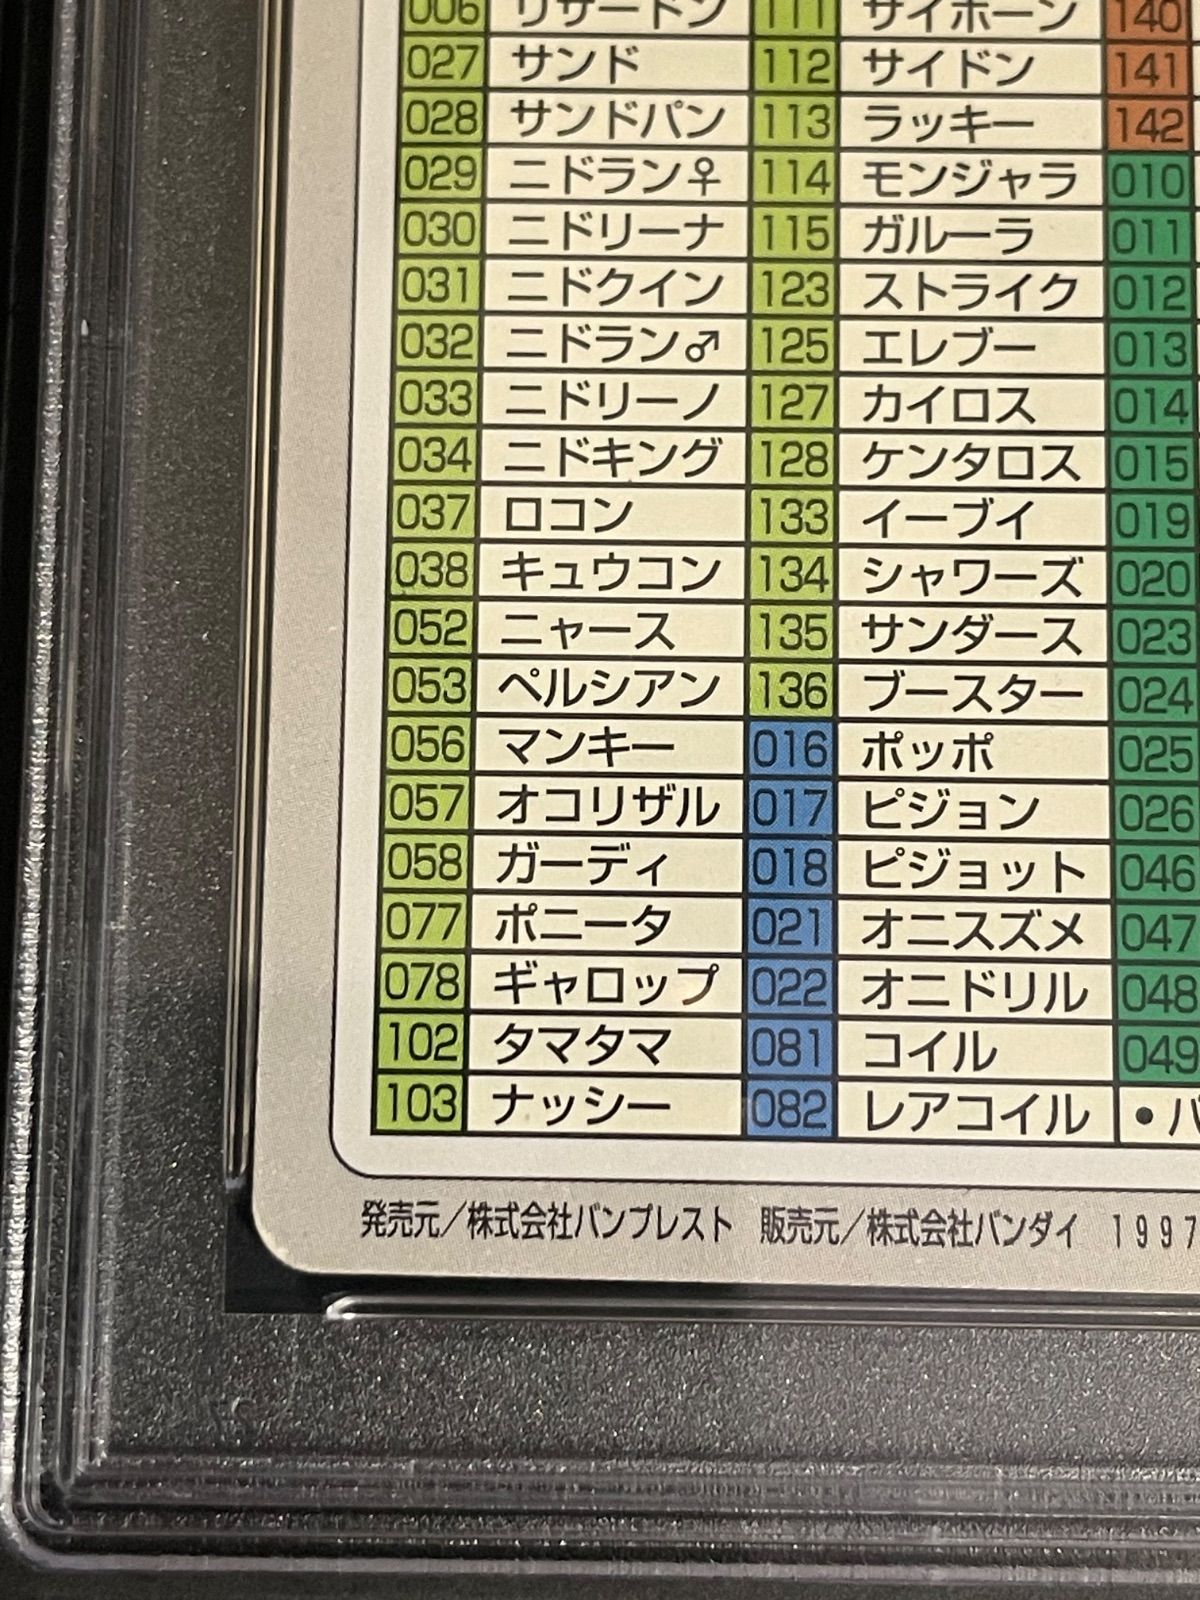 006 リザードン 111 サイホーン 140
027 サンド 112 サイドン 141
028 サンドパン 113 ラッキー 142
029 ニドラン♀ 114 モンジャラ 010
030 ニドリーナ 115 ガルーラ 011
031 ニドクイン 123 ストライク 012
032 ニドラン♂ 125 エレブー 013
033 ニドリーノ 127 カイロス 014
034 ニドキング 128 ケンタロス 015
037 ロコン 133 イーブイ 019
038 キュウコン 134 シャワーズ 020
052 ニャース 135 サンダース 023
053 ペルシアン 136 ブースター 024
056 マンキー 016 ポッポ 025
057 オコリザル 017 ピジョン 026
058 ガーディ 018 ピジョット 046
077 ポニータ 021 オニスズメ 047
078 ギャロップ 022 オニドリル 048
102 タマタマ 081 コイル 049
103 ナッシー 082 レアコイル
発売元／株式会社バンプレスト 販売元／株式会社バンダイ 1997